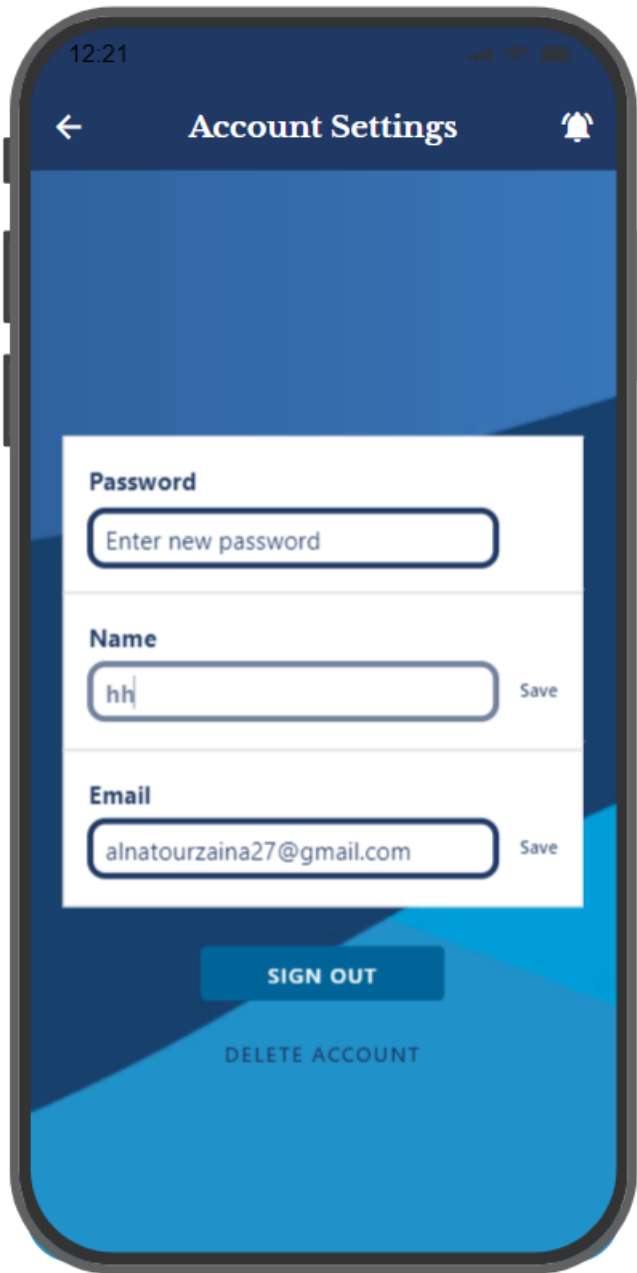 12:21
Account Settings
Password
Enter new password
Name
hh
Save
Email
alnatourzaina27@gmail.com
Save
SIGN OUT
DELETE ACCOUNT